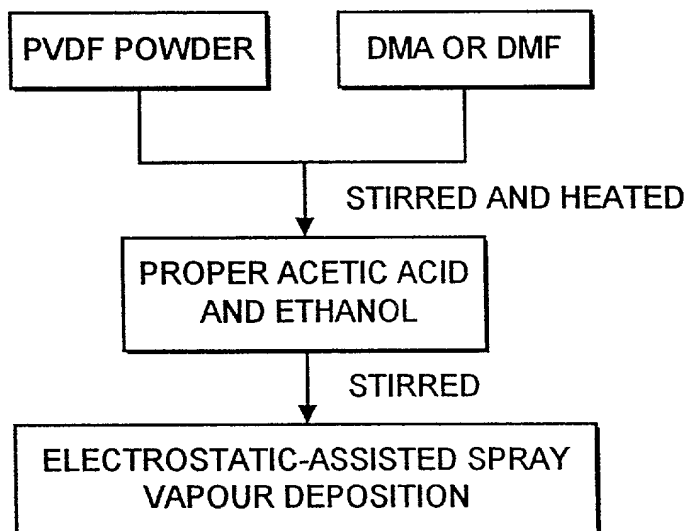 PVDF POWDER
DMA OR DMF
STIRRED AND HEATED
PROPER ACETIC ACID
AND ETHANOL
STIRRED
ELECTROSTATIC-ASSISTED SPRAY
VAPOUR DEPOSITION